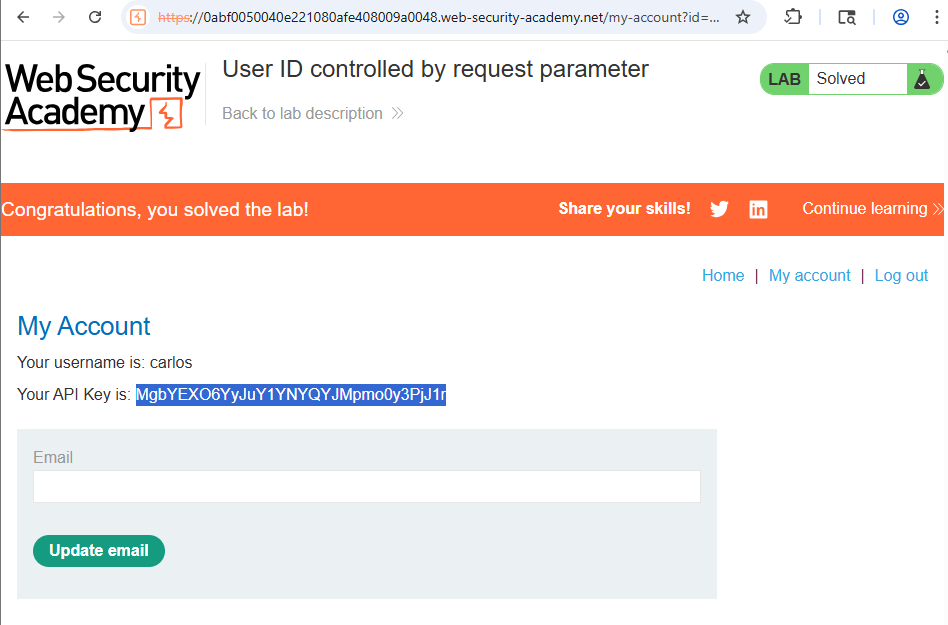 https://0abf0050040e221080afe408009a0048.web-security-academy.net/my-account?id=...
Web Security
Academy
User ID controlled by request parameter
Back to lab description
LAB Solved
Congratulations, you solved the lab!
Share your skills!
Continue learning
Home | My account | Log out
My Account
Your username is: carlos
Your API Key is: MgbYEXO6YyJuY1YNYQYJMpmo0y3PjJ1r
Email
Update email